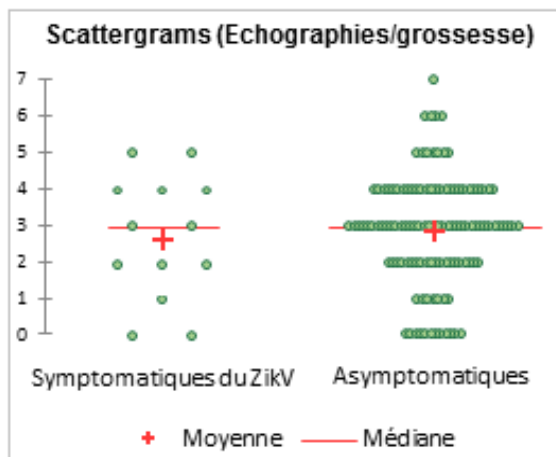 Scattergrams (Echographies/grossesse)
7
6
5
4
3
2
1
0
Symptomatiques du ZikV Asymptomatiques
Moyenne Médiane